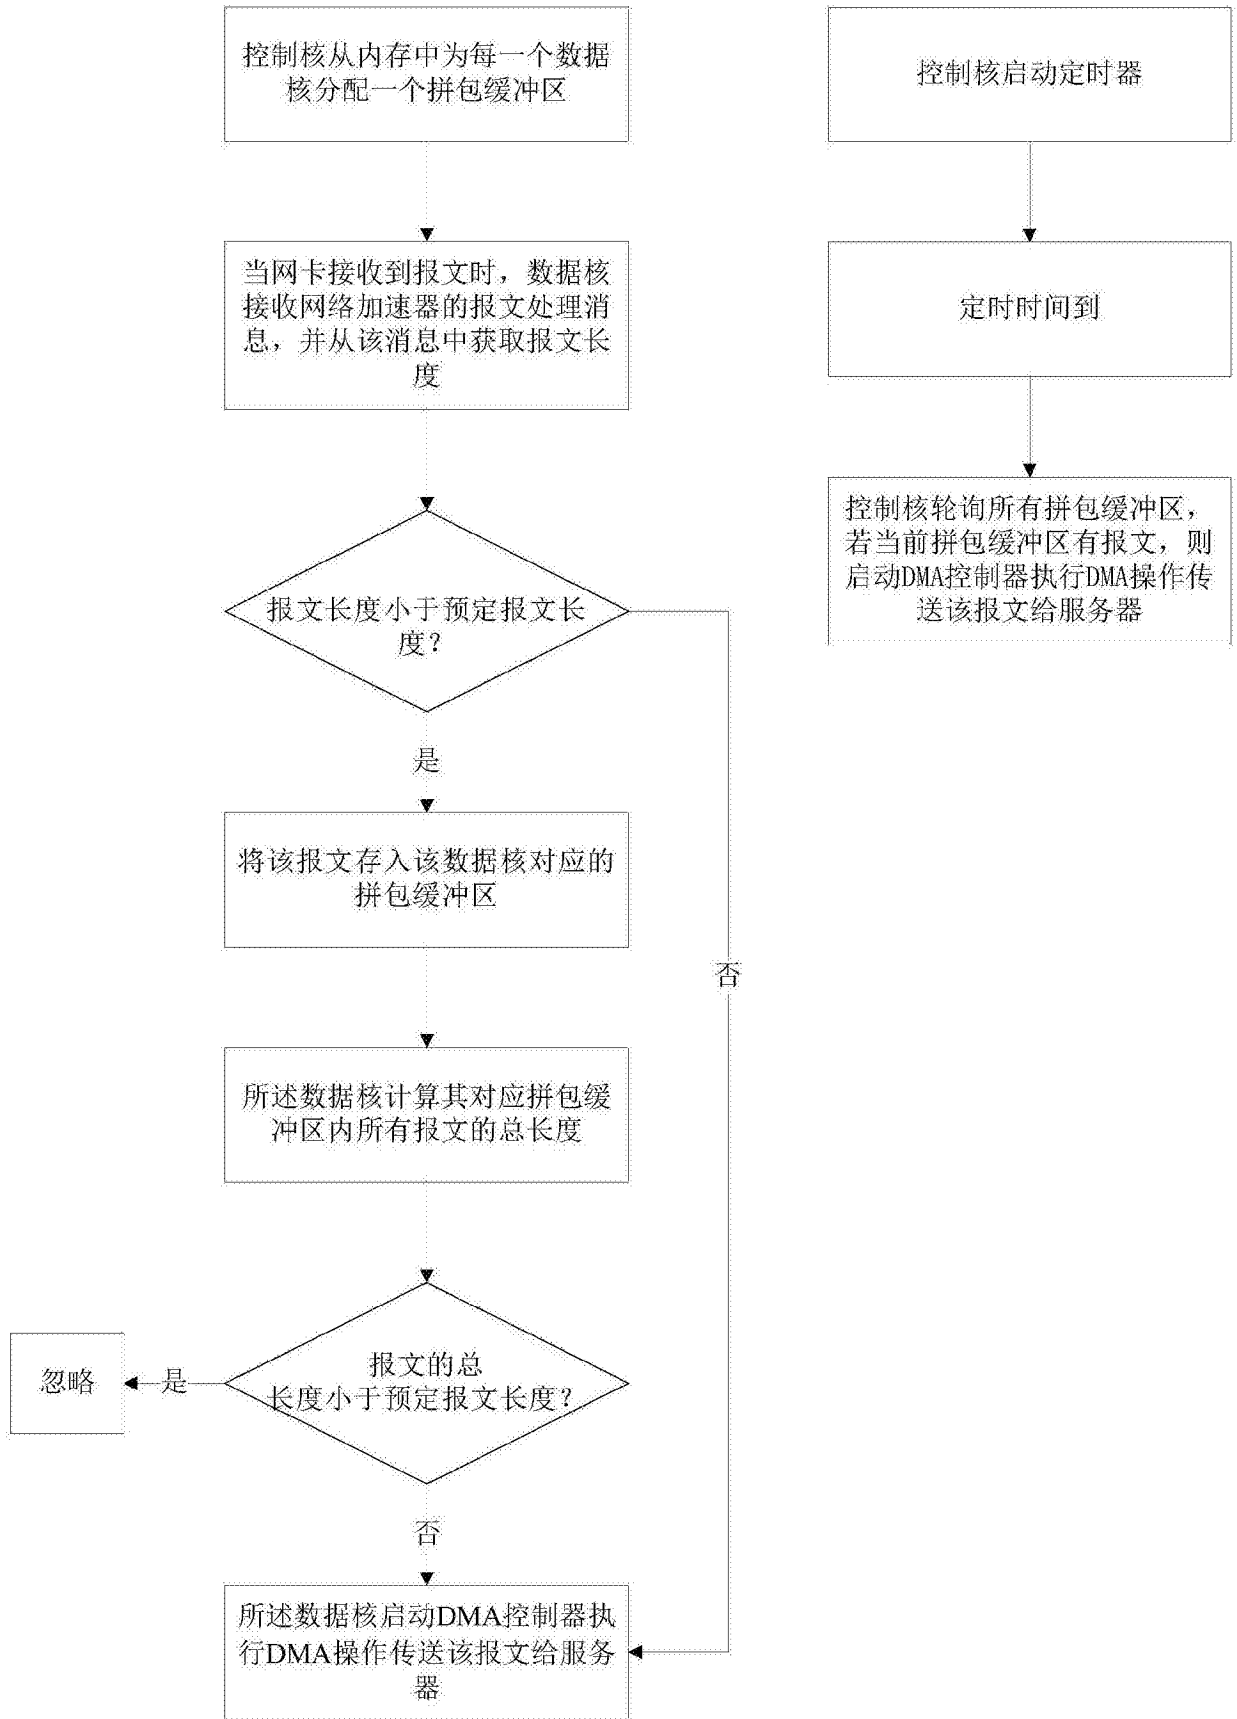 控制核从内存中为每一个数据
核分配一个拼包缓冲区
当网卡接收到报文时，数据核
接收网络加速器的报文处理消
息，并从该消息中获取报文长
度
报文长度小于预定报文长
度？
是
否
将该报文存入该数据核对应的
拼包缓冲区
所述数据核计算其对应拼包缓
冲区内所有报文的总长度
报文的总
长度小于预定报文长度？
是
忽略
否
所述数据核启动DMA控制器执
行DMA操作传送该报文给服务
器
控制核启动定时器
定时时间到
控制核轮询所有拼包缓冲区，
若当前拼包缓冲区有报文，则
启动DMA控制器执行DMA操作传
送该报文给服务器